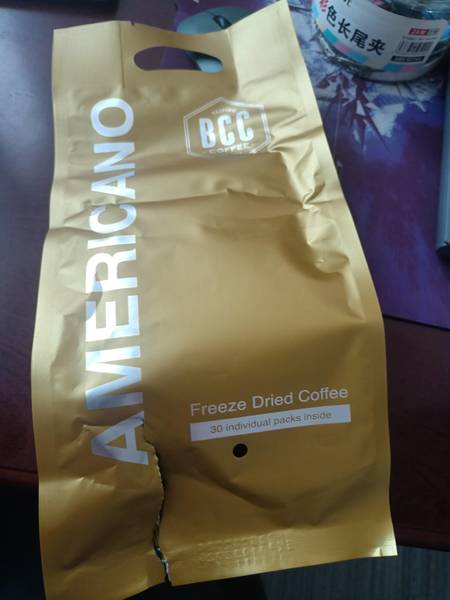 BCC
COFFEE
AMERICANO
Freeze Dried Coffee
30 individual packs inside
色长尾夹